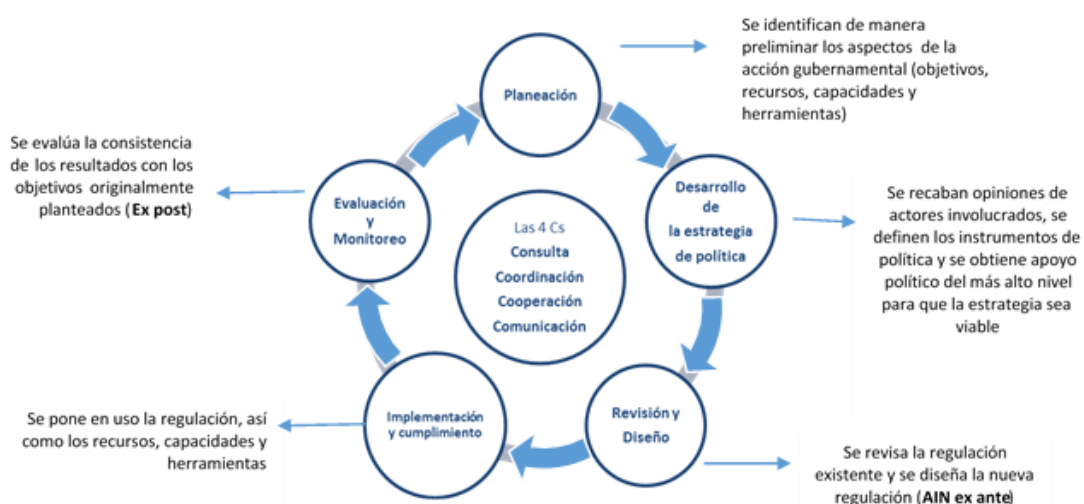 Se identifican de manera
preliminar los aspectos de la
acción gubernamental (objetivos,
recursos, capacidades y
herramientas)
Planeación
Se evalúa la consistencia
de los resultados con los
objetivos originalmente
planteados (Ex post)
Evaluación
y
Monitoreo
Desarrollo
de
la estrategia
de política
Se recaban opiniones de
actores involucrados, se
definen los instrumentos de
política y se obtiene apoyo
político del más alto nivel
para que la estrategia sea
viable
Las 4 Cs
Consulta
Coordinación
Cooperación
Comunicación
Se pone en uso la regulación, así
como los recursos, capacidades y
herramientas
Implementación
y cumplimiento
Revisión y
Diseño
Se revisa la regulación
existente y se diseña la nueva
regulación (AIN ex ante)